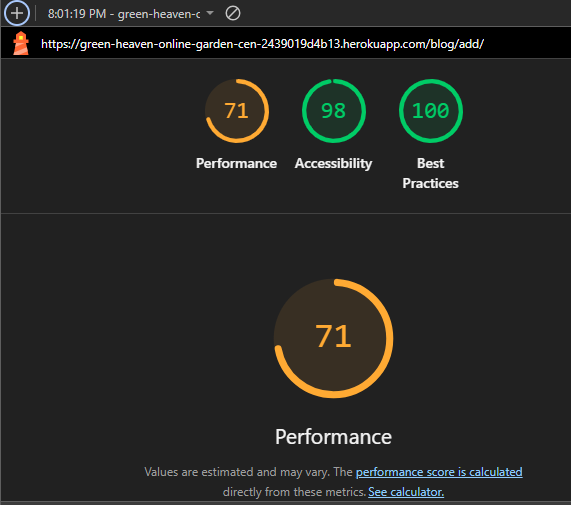 8:01:19 PM - green-heaven-c
https://green-heaven-online-garden-cen-2439019d4b13.herokuapp.com/blog/add/
71 98 100
Performance Accessibility Best
Practices
71
Performance
Values are estimated and may vary. The performance score is calculated
directly from these metrics. See calculator.